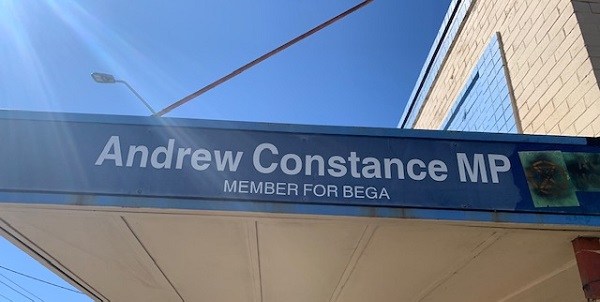 Andrew Constance MP
MEMBER FOR BEGA